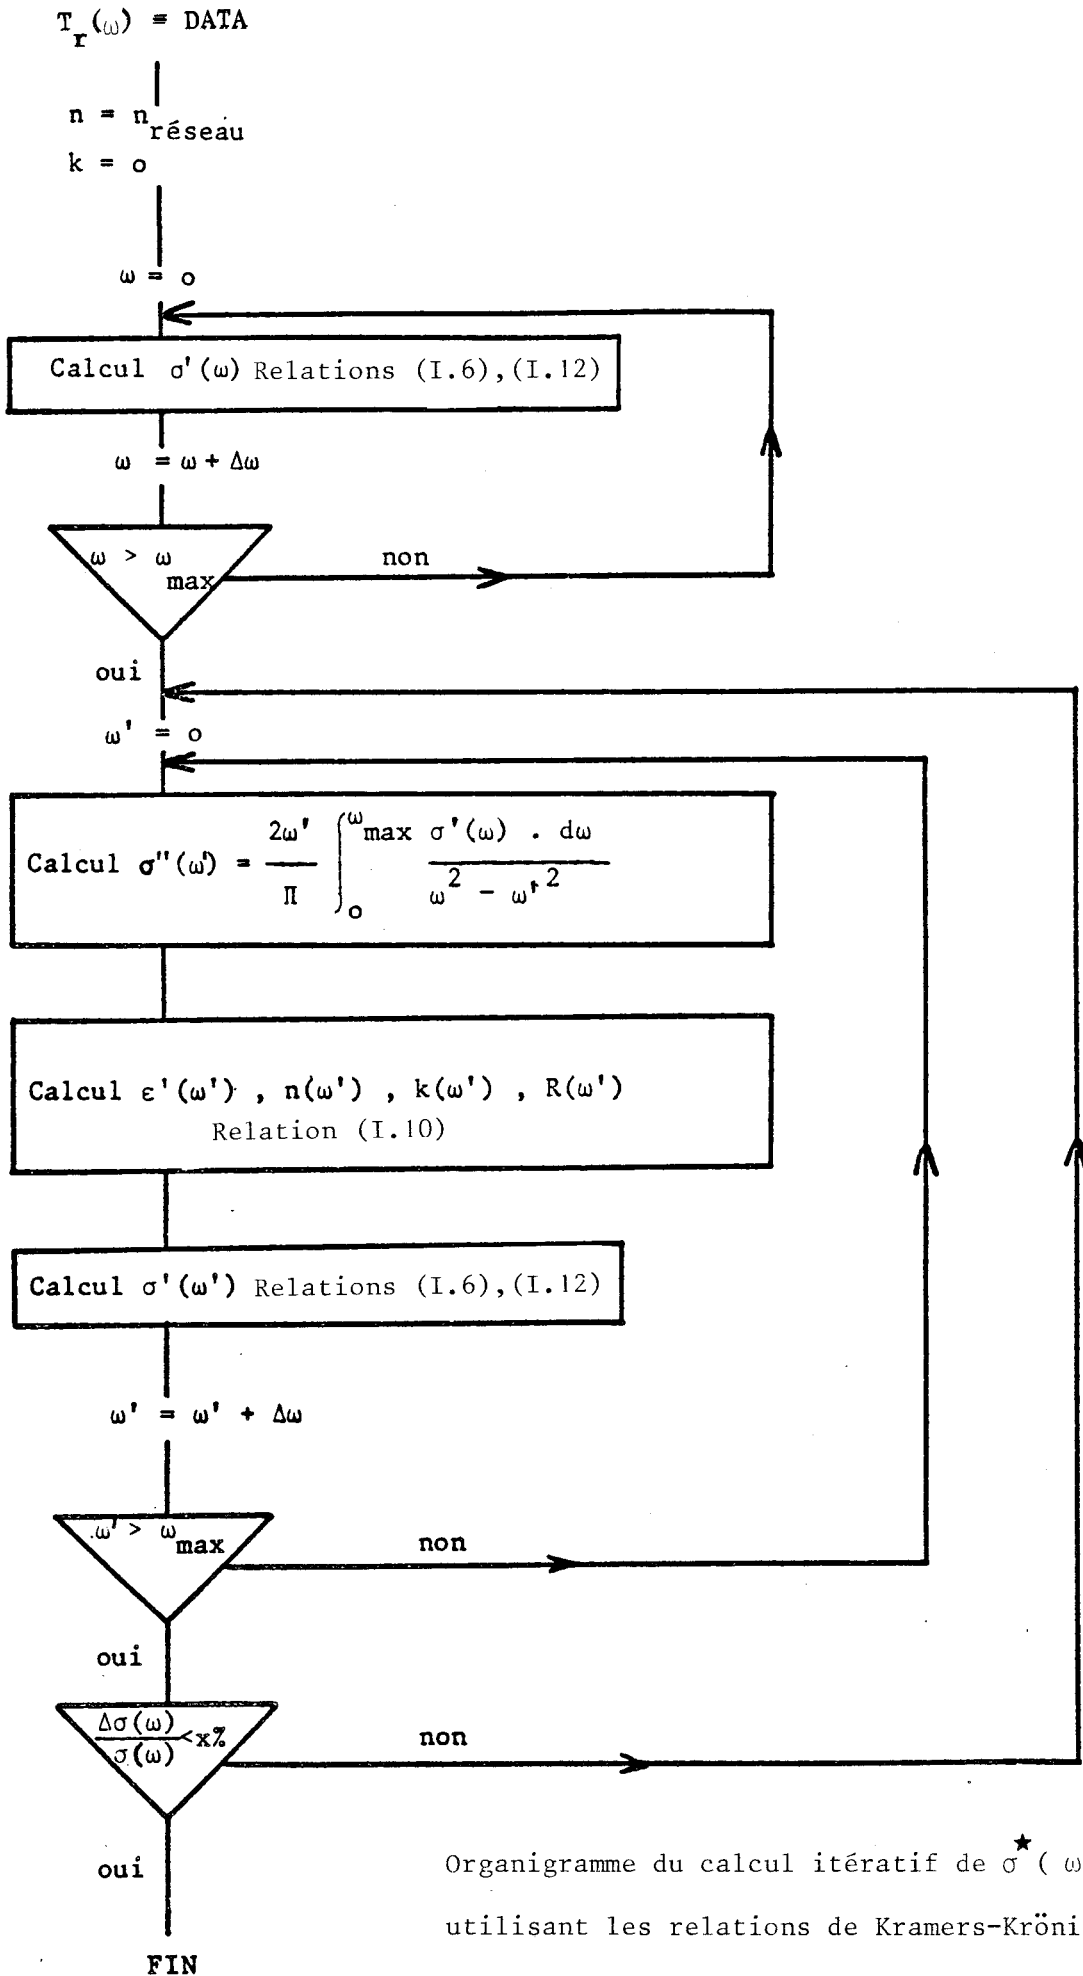 T_r(ω) = DATA
n = n_réseau
k = o
ω = o
Calcul σ'(ω) Relations (I.6),(I.12)
ω = ω + Δω
ω > ω_max
non
oui
ω' = o
Calcul σ''(ω') = 2ω'/Π ∫_o^ω_max σ'(ω) . dω / ω² - ω'²
Calcul ε'(ω') , n(ω') , k(ω') , R(ω')
Relation (I.10)
Calcul σ'(ω') Relations (I.6),(I.12)
ω' = ω' + Δω
ω' > ω_max
non
oui
Δσ(ω)/σ(ω) <x%
non
oui
Organigramme du calcul itératif de σ★( ω
utilisant les relations de Kramers-Kröni
FIN